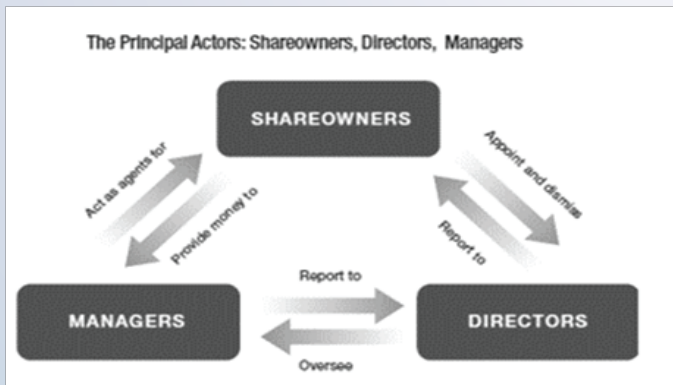 The Principal Actors: Shareowners, Directors, Managers
SHAREOWNERS
Act as agents for
Provide money to
Appoint and dismiss
Report to
Report to
MANAGERS
DIRECTORS
Oversee